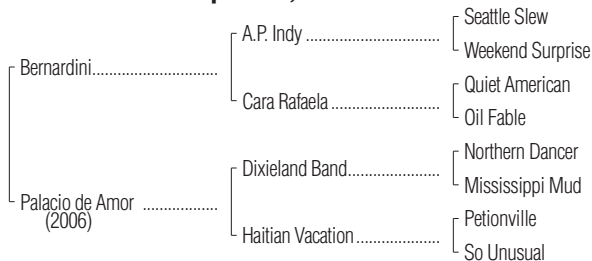 Seattle Slew
A.P. Indy ..............................
Weekend Surprise
Bernardini............................
Quiet American
Cara Rafaela ........................
Oil Fable
Northern Dancer
Dixieland Band.....................
Mississippi Mud
Palacio de Amor .................
(2006)
Petionville
Haitian Vacation ..................
So Unusual